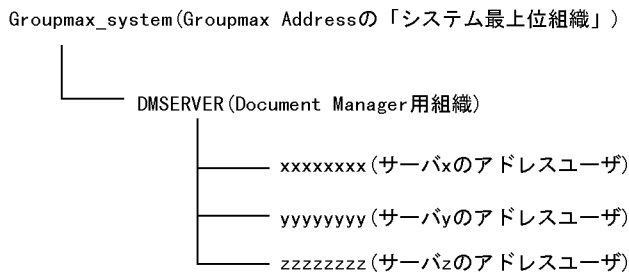 Groupmax_system(Groupmax Addressの「システム最上位組織」)
DMSERVER(Document Manager用組織)
xxxxxxxx(サーバxのアドレスユーザ)
yyyyyyyy(サーバyのアドレスユーザ)
zzzzzzzz(サーバzのアドレスユーザ)